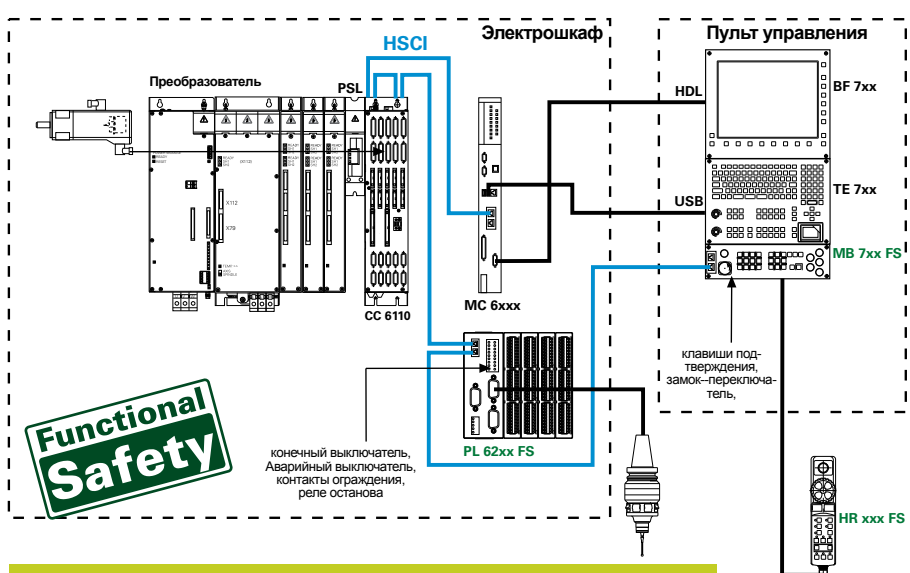 HSCI
Электрошкаф
Пульт управления
Преобразователь
PSL
HDL
BF 7xx
USB
TE 7xx
X112
X79
MB 7xx FS
MC 6xxx
CC 6110
клавиши под-
тверждения,
замок--переключа-
тель,
Functional
Safety
конечный выключатель,
Аварийный выключатель,
контакты ограждения,
реле останова
PL 62xx FS
HR xxx FS